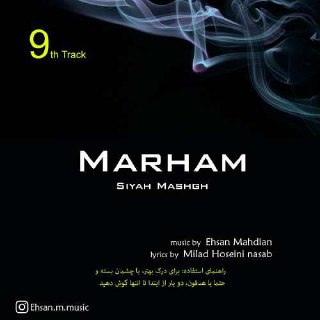 9th Track
MARHAM
SIYAH MASHGH
music by Ehsan Mahdian
lyrics by Milad Hoseini nasab
راهنمای استفاده: برای درک بهتر، با چشمان بسته و
حتما با هدفون، دو بار از ابتدا تا انتها گوش دهید
Ehsan.m.music